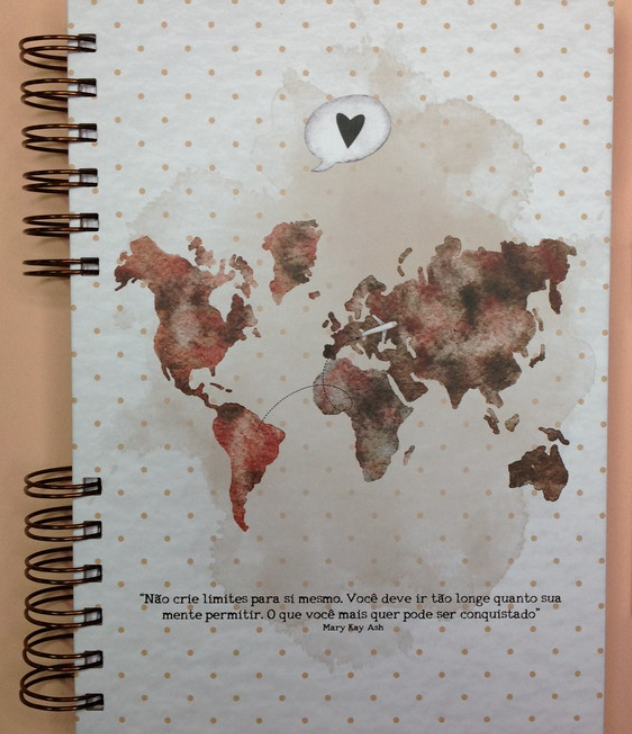 "Não crie limites para si mesmo. Você deve ir tão longe quanto sua
mente permitir. O que você mais quer pode ser conquistado"
Mary Kay Ash